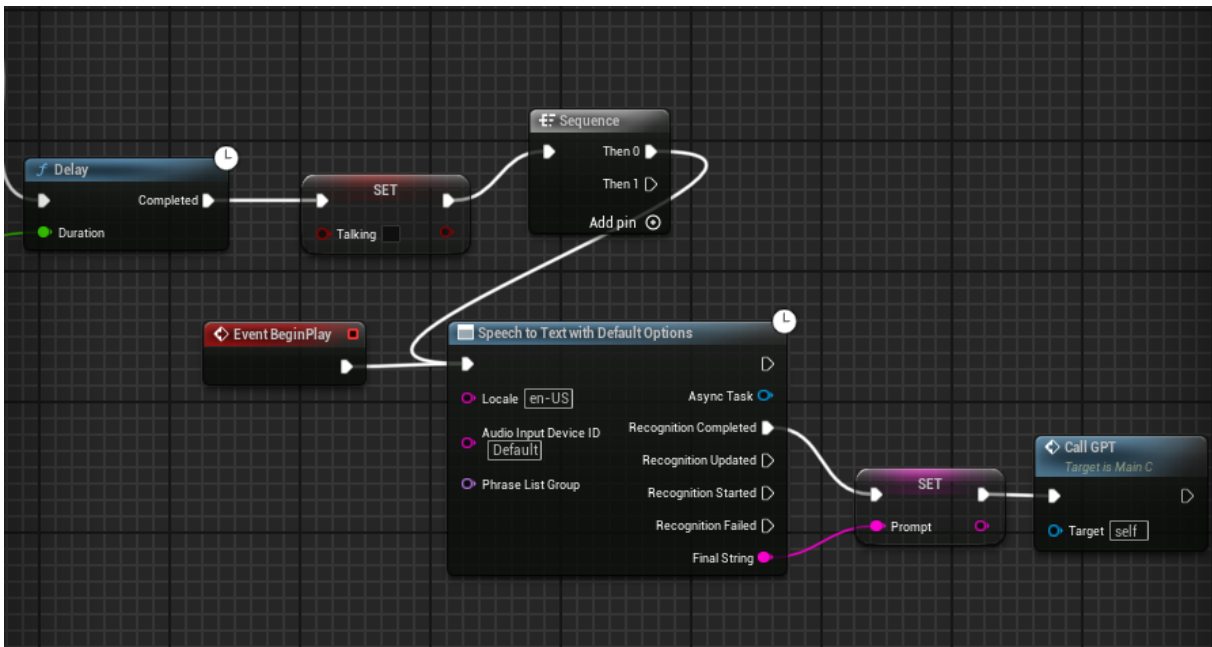 Sequence
Then 0
Then 1
Add pin
f Delay
Completed
Duration
SET
Talking
Event BeginPlay
Speech to Text with Default Options
Locale en-US
Async Task
Audio Input Device ID
Default
Recognition Completed
Recognition Updated
Phrase List Group
Recognition Started
Recognition Failed
Final String
SET
Prompt
Call GPT
Target is Main C
Target self